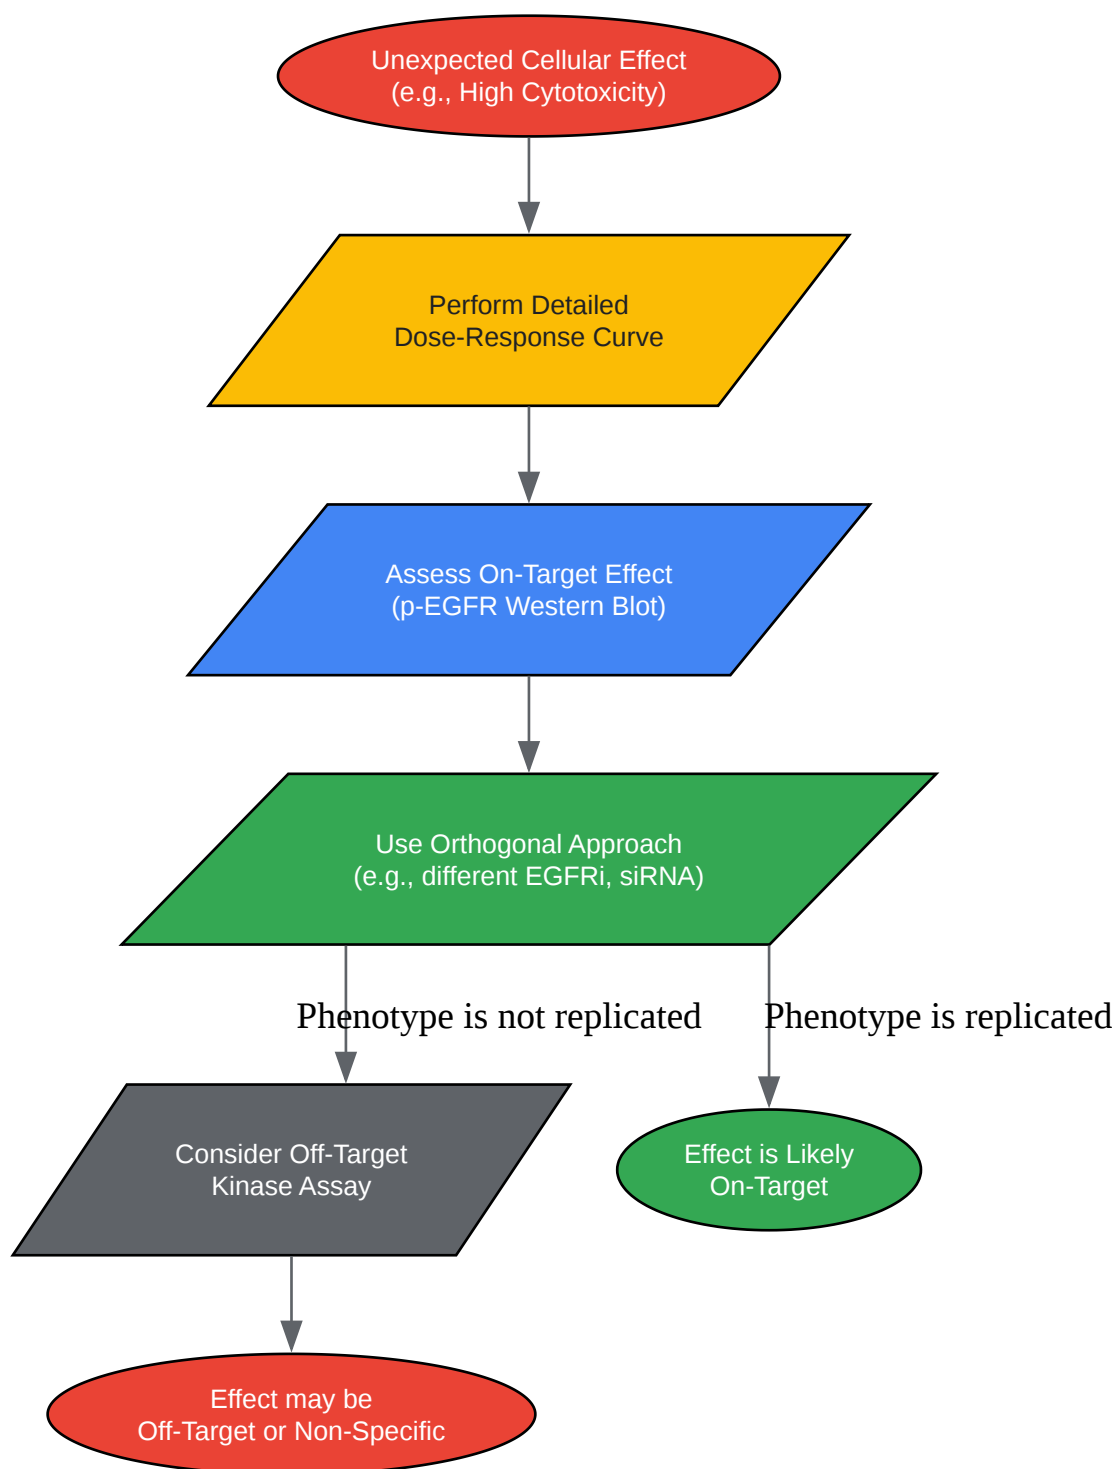 Unexpected Cellular Effect
(e.g., High Cytotoxicity)
Perform Detailed
Dose-Response Curve
Assess On-Target Effect
(p-EGFR Western Blot)
Use Orthogonal Approach
(e.g., different EGFRi, siRNA)
Phenotype is not replicated
Phenotype is replicated
Consider Off-Target
Kinase Assay
Effect is Likely
On-Target
Effect may be
Off-Target or Non-Specific